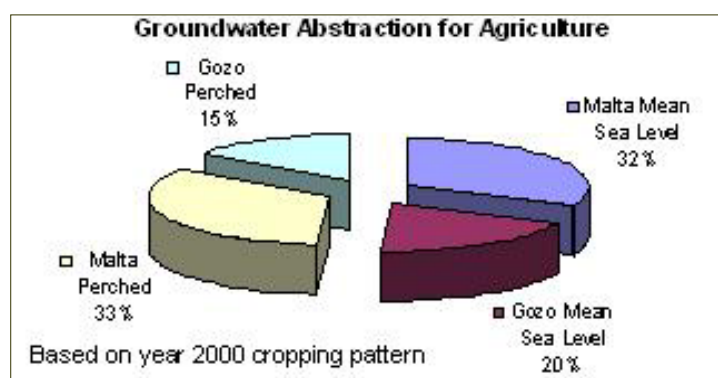 Groundwater Abstraction for Agriculture
Gozo
Perched
15%
Malta Mean
Sea Level
32%
Malta
Perched
33%
Gozo Mean
Sea Level
20%
Based on year 2000 cropping pattern